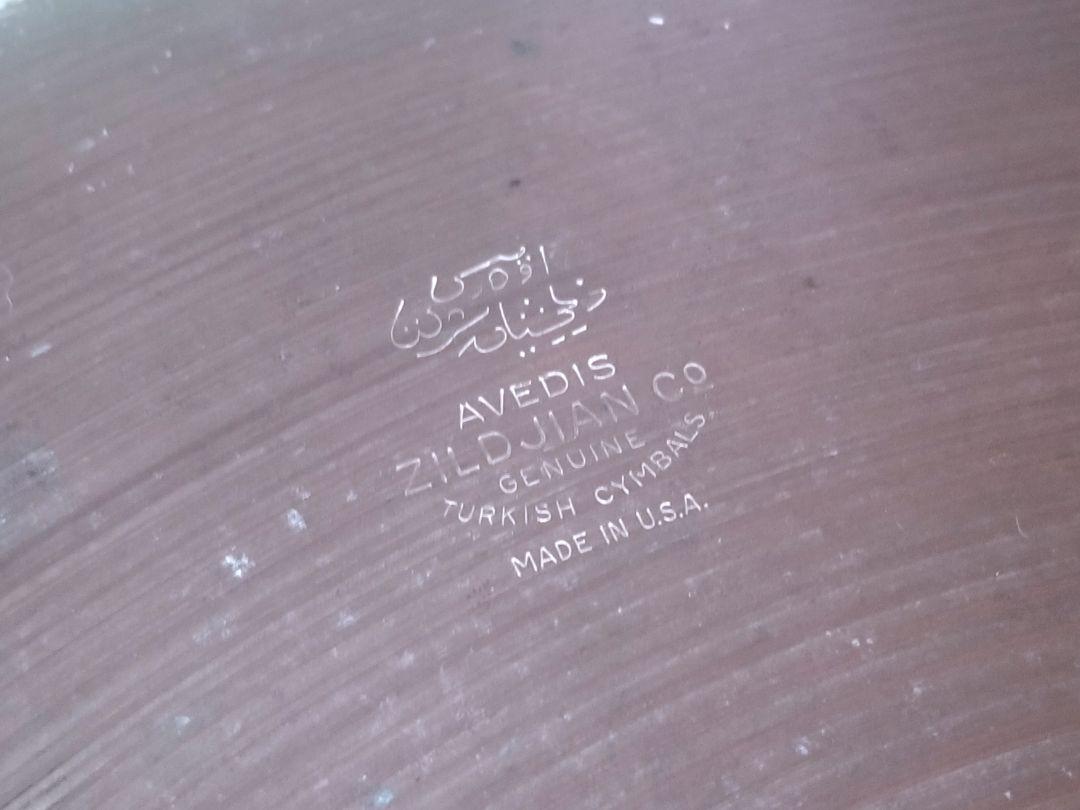 AVEDIS
ZILDJIAN CO
GENUINE
TURKISH CYMBALS
MADE IN U.S.A.